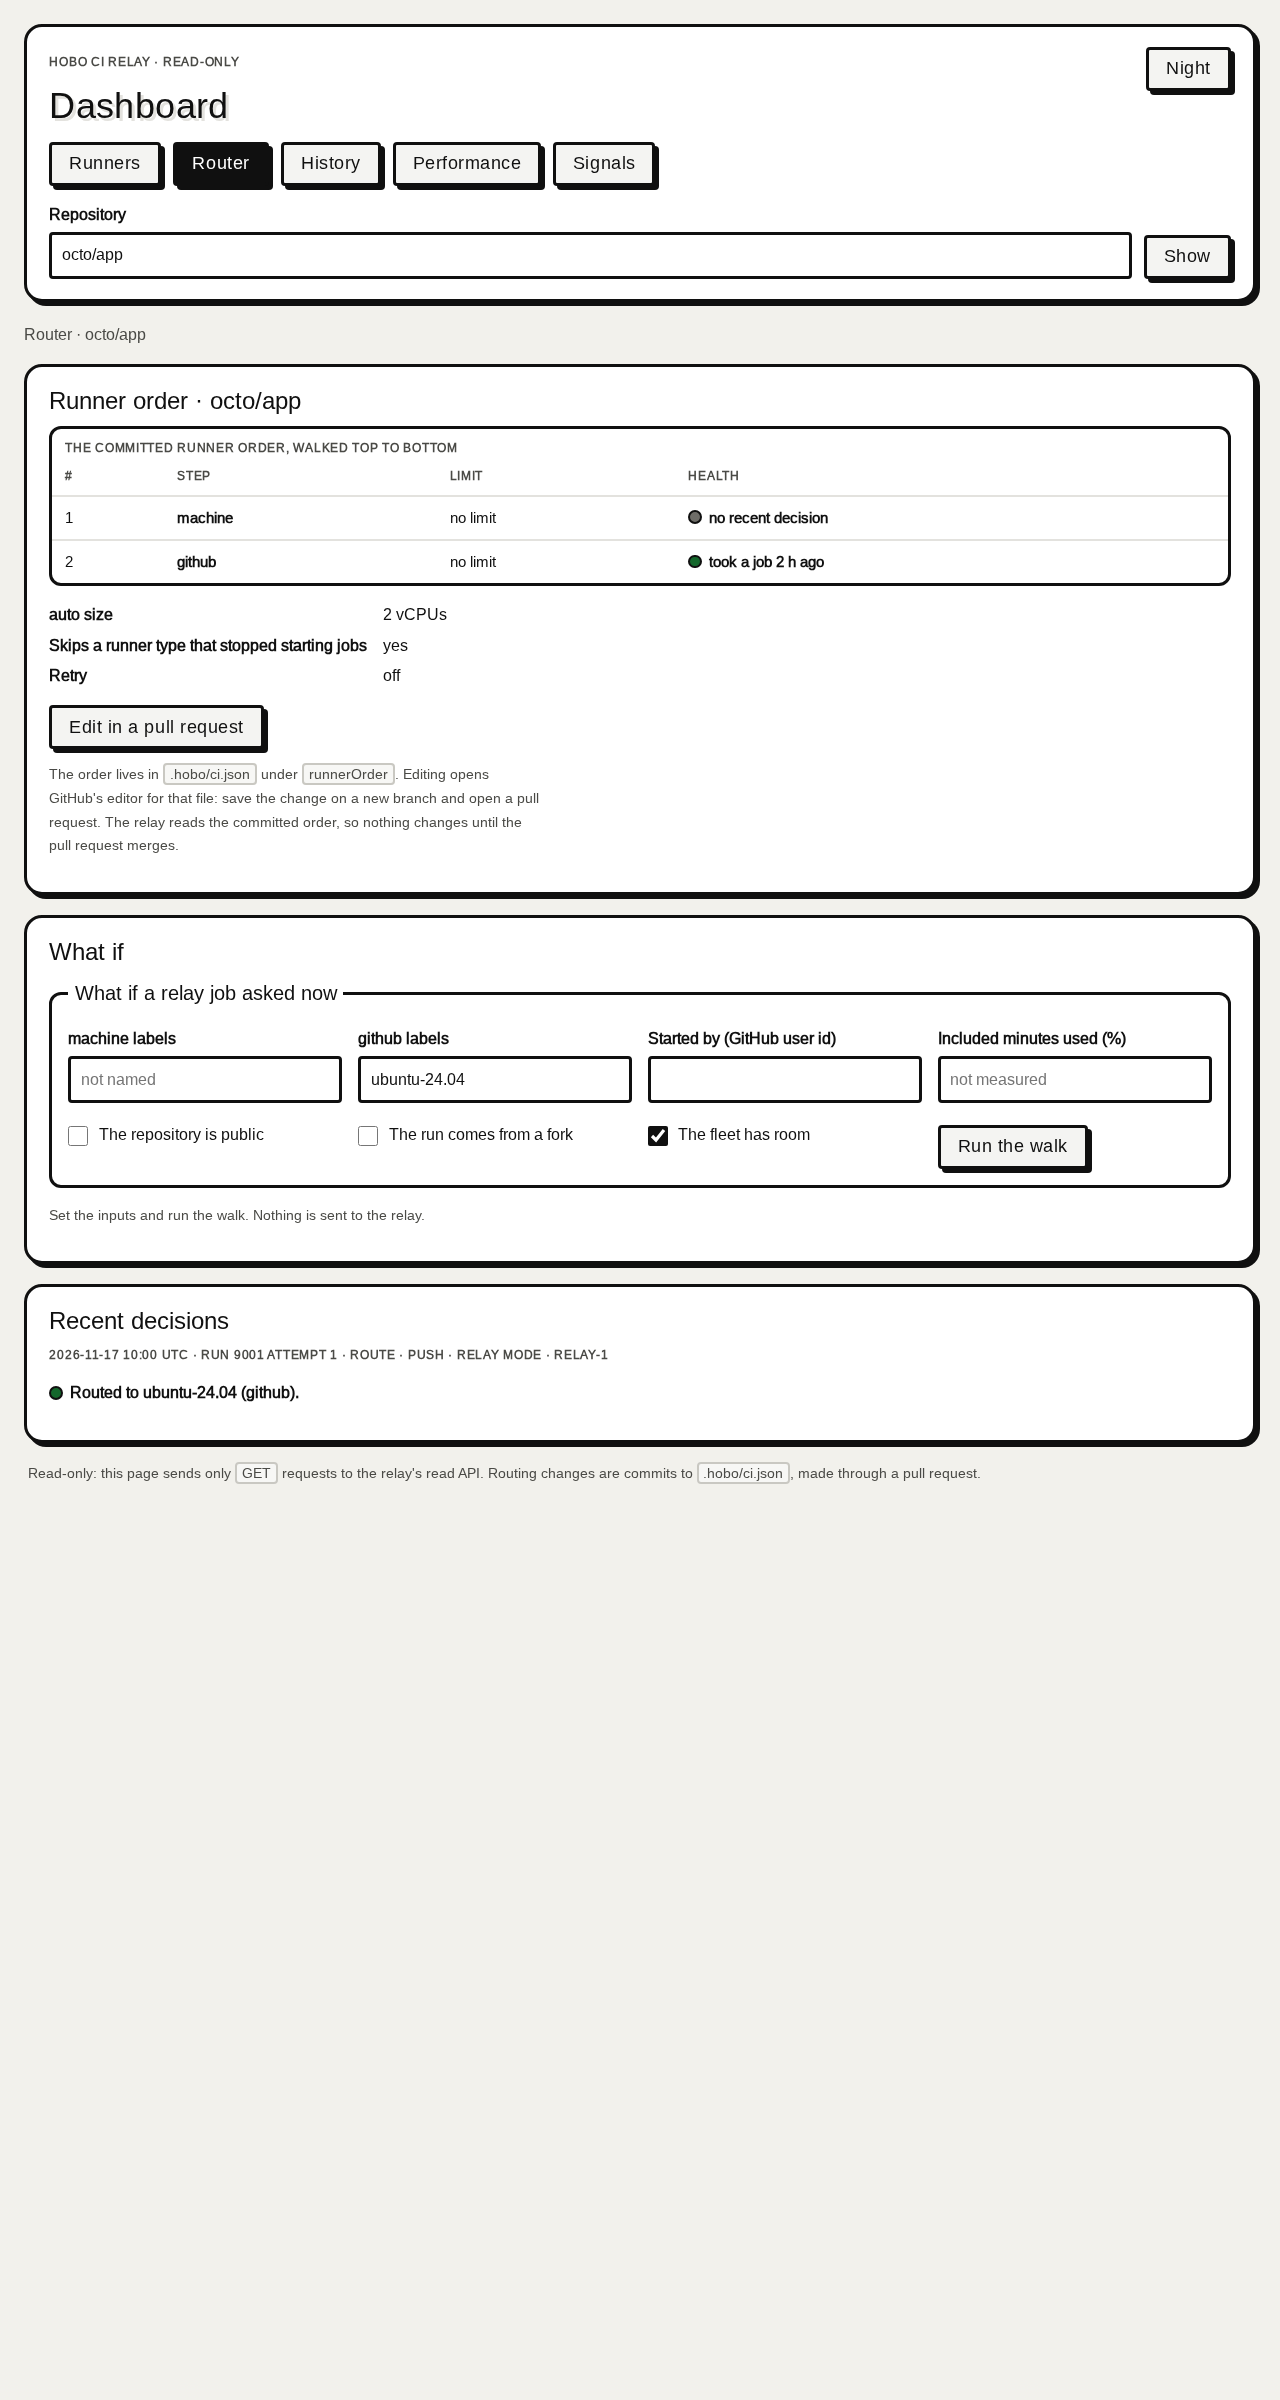 HOBO CI RELAY · READ-ONLY
Night
Dashboard
Runners Router History Performance Signals
Repository
octo/app Show
Router · octo/app
Runner order · octo/app
THE COMMITTED RUNNER ORDER, WALKED TOP TO BOTTOM
# STEP LIMIT HEALTH
1 machine no limit no recent decision
2 github no limit took a job 2 h ago
auto size 2 vCPUs
Skips a runner type that stopped starting jobs yes
Retry off
Edit in a pull request
The order lives in .hobo/ci.json under runnerOrder. Editing opens
GitHub's editor for that file: save the change on a new branch and open a pull
request. The relay reads the committed order, so nothing changes until the
pull request merges.
What if
What if a relay job asked now
machine labels github labels Started by (GitHub user id) Included minutes used (%)
not named ubuntu-24.04 not measured
The repository is public The run comes from a fork The fleet has room Run the walk
Set the inputs and run the walk. Nothing is sent to the relay.
Recent decisions
2026-11-17 10:00 UTC · RUN 9001 ATTEMPT 1 · ROUTE · PUSH · RELAY MODE · RELAY-1
Routed to ubuntu-24.04 (github).
Read-only: this page sends only GET requests to the relay's read API. Routing changes are commits to .hobo/ci.json, made through a pull request.